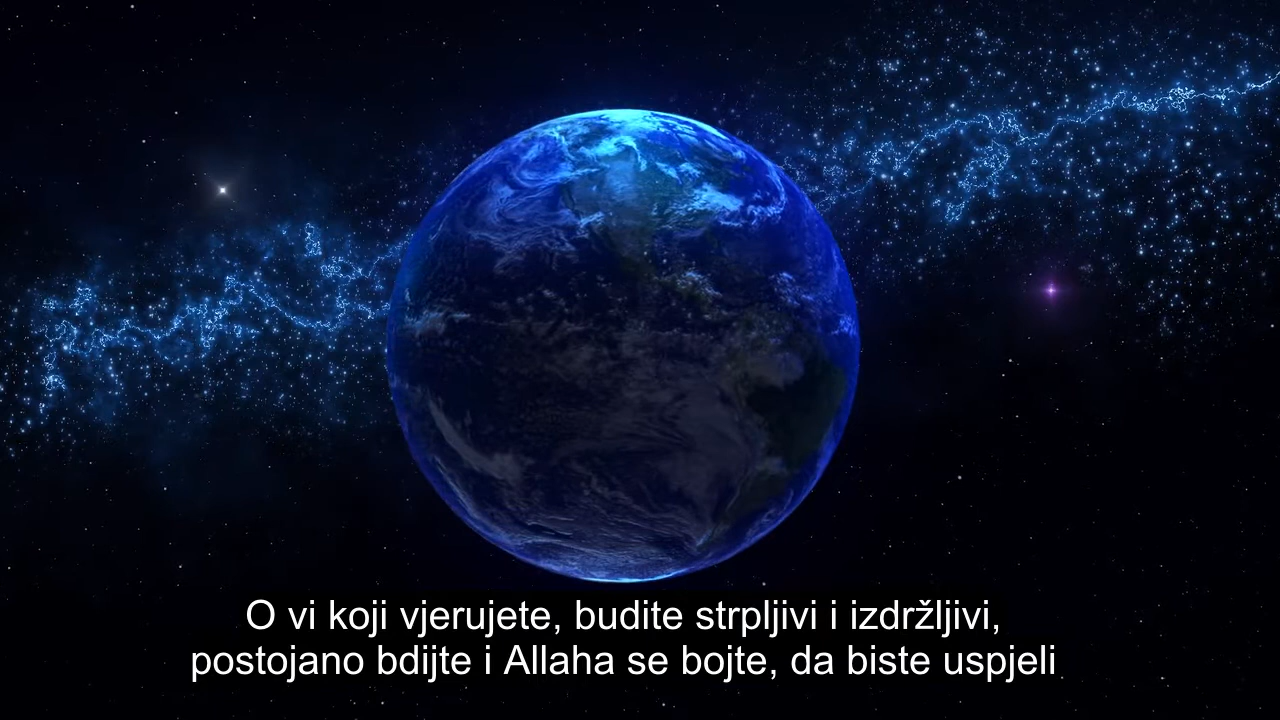 O vi koji vjerujete, budite strpljivi i izdržljivi,
postojano bdijte i Allaha se bojte, da biste uspjeli